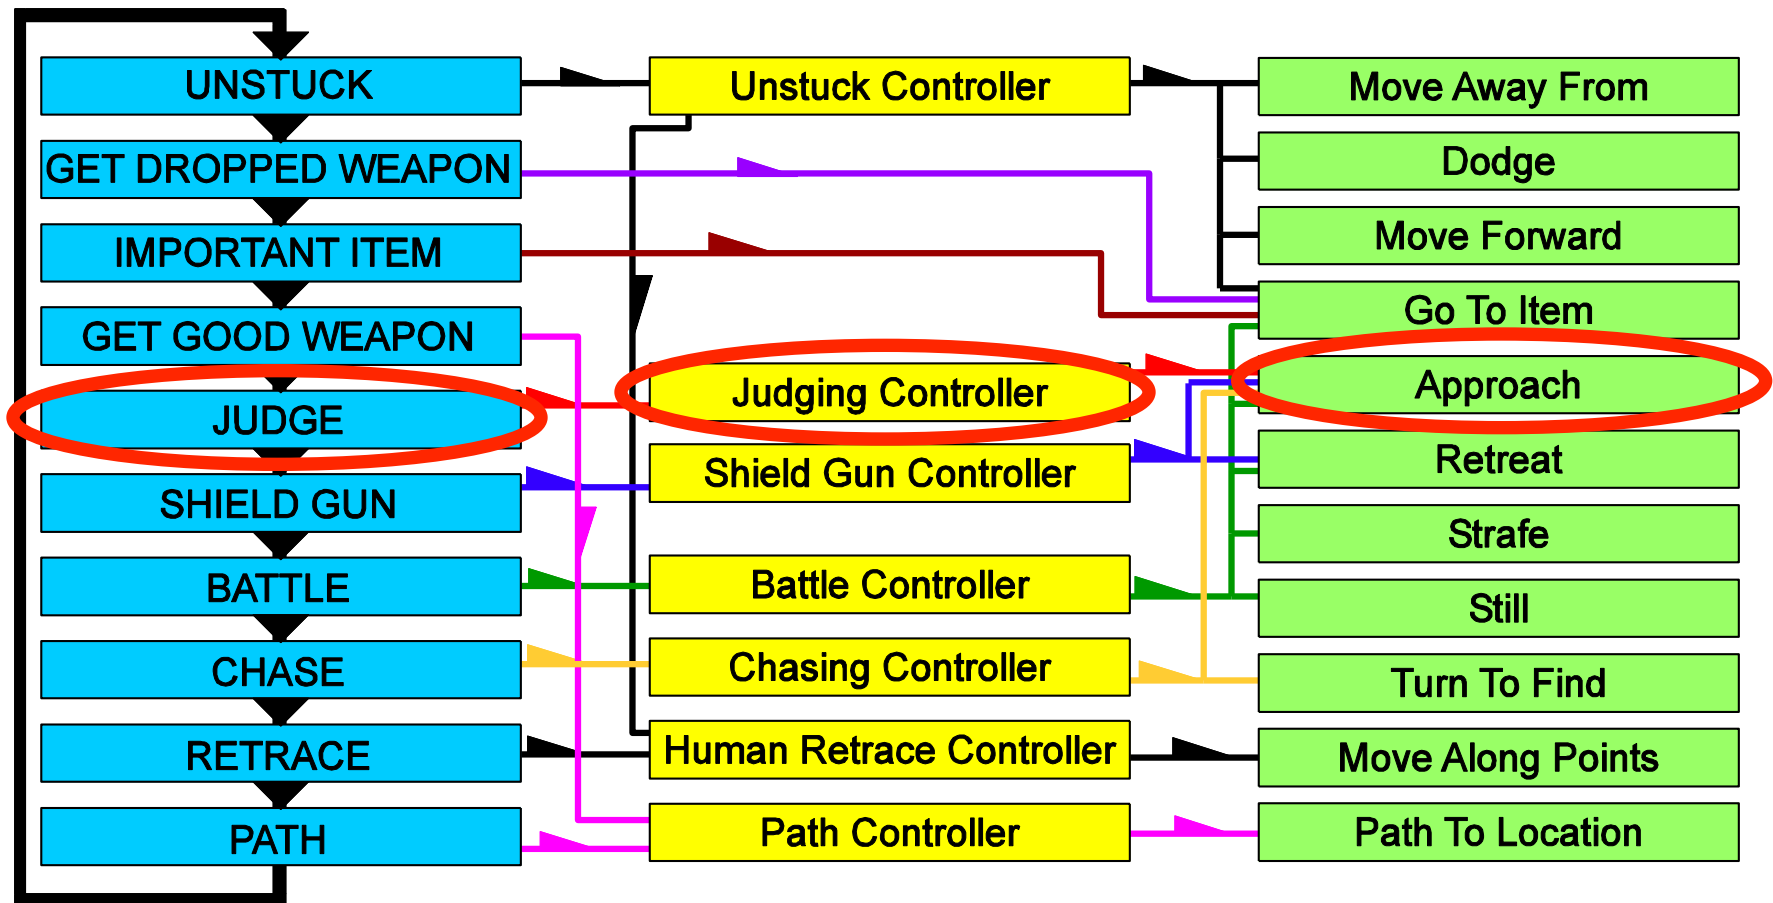 UNSTUCK
GET DROPPED WEAPON
IMPORTANT ITEM
GET GOOD WEAPON
JUDGE
SHIELD GUN
BATTLE
CHASE
RETRACE
PATH
Unstuck Controller
Judging Controller
Shield Gun Controller
Battle Controller
Chasing Controller
Human Retrace Controller
Path Controller
Move Away From
Dodge
Move Forward
Go To Item
Approach
Retreat
Strafe
Still
Turn To Find
Move Along Points
Path To Location